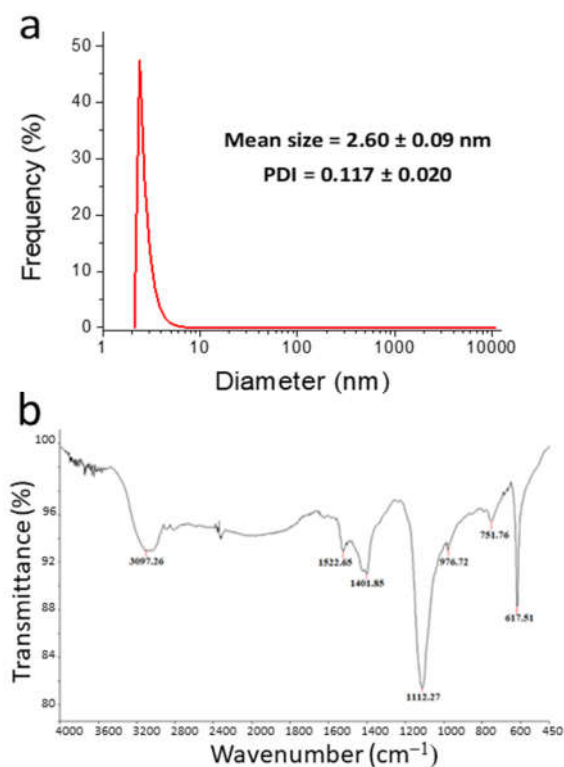 a
50
40
30
20
10
0
Frequency (%)
Mean size = 2.60 ± 0.09 nm
PDI = 0.117 ± 0.020
1 10 100 1000 10000
Diameter (nm)
b
100
96
92
88
84
80
Transmittance (%)
3097.26
1522.65
1401.85
1112.27
976.72
751.76
617.51
4000 3600 3200 2800 2400 2000 1800 1600 1400 1200 1000 800 600 450
Wavenumber (cm⁻¹)